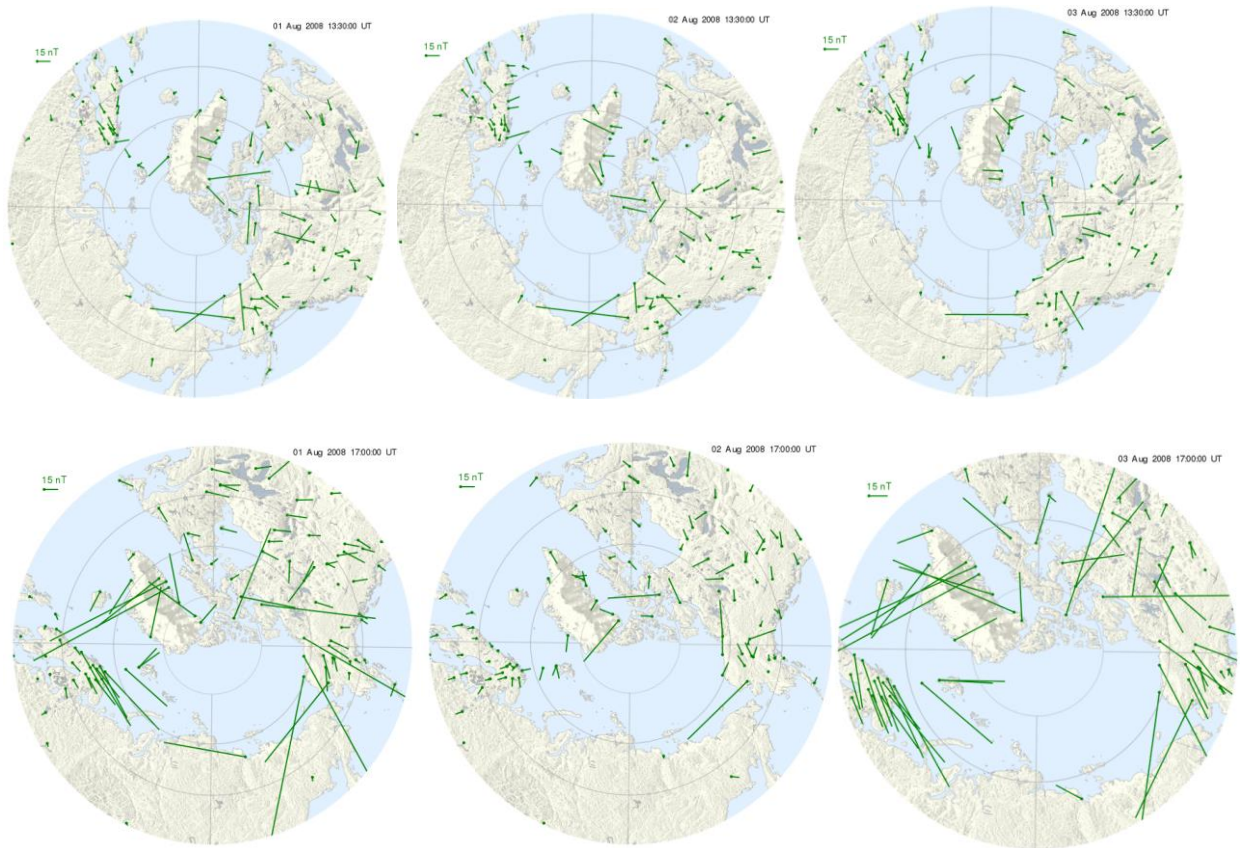 01 Aug 2008 13:30:00 UT
15 nT
02 Aug 2008 13:30:00 UT
15 nT
03 Aug 2008 13:30:00 UT
15 nT
01 Aug 2008 17:00:00 UT
15 nT
02 Aug 2008 17:00:00 UT
15 nT
03 Aug 2008 17:00:00 UT
15 nT